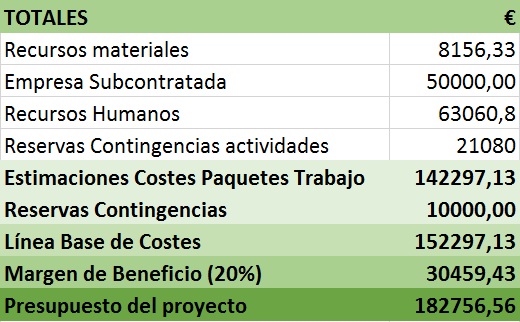 TOTALES €
Recursos materiales 8156,33
Empresa Subcontratada 50000,00
Recursos Humanos 63060,8
Reservas Contingencias actividades 21080
Estimaciones Costes Paquetes Trabajo 142297,13
Reservas Contingencias 10000,00
Línea Base de Costes 152297,13
Margen de Beneficio (20%) 30459,43
Presupuesto del proyecto 182756,56